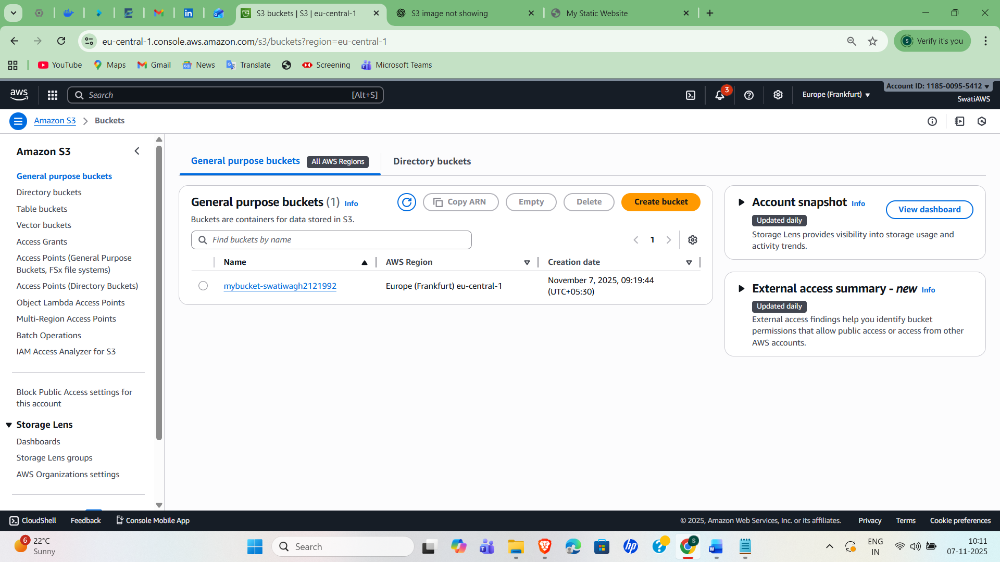 S3 buckets | S3 | eu-central-1
S3 image not showing
My Static Website
eu-central-1.console.aws.amazon.com/s3/buckets?region=eu-central-1
S
Verify it's you
YouTube
Maps
Gmail
News
Translate
Screening
Microsoft Teams
aws
Search
[Alt+S]
3
Europe (Frankfurt)
Account ID: 1185-0095-5412
SwatiAWS
Amazon S3
Buckets
Amazon S3
General purpose buckets
Directory buckets
Table buckets
Vector buckets
Access Grants
Access Points (General Purpose
Buckets, FSx file systems)
Access Points (Directory Buckets)
Object Lambda Access Points
Multi-Region Access Points
Batch Operations
IAM Access Analyzer for S3
Block Public Access settings for
this account
Storage Lens
Dashboards
Storage Lens groups
AWS Organizations settings
General purpose buckets
All AWS Regions
Directory buckets
General purpose buckets (1) Info
Copy ARN
Empty
Delete
Create bucket
Buckets are containers for data stored in S3.
Find buckets by name
1
Name
AWS Region
Creation date
mybucket-swatiwagh2121992
Europe (Frankfurt) eu-central-1
November 7, 2025, 09:19:44
(UTC+05:30)
Account snapshot Info
View dashboard
Updated daily
Storage Lens provides visibility into storage usage and
activity trends.
External access summary - new Info
Updated daily
External access findings help you identify bucket
permissions that allow public access or access from other
AWS accounts.
CloudShell
Feedback
Console Mobile App
© 2025, Amazon Web Services, Inc. or its affiliates.
Privacy
Terms
Cookie preferences
6
22°C
Sunny
Search
hp
S
ENG
IN
10:11
07-11-2025